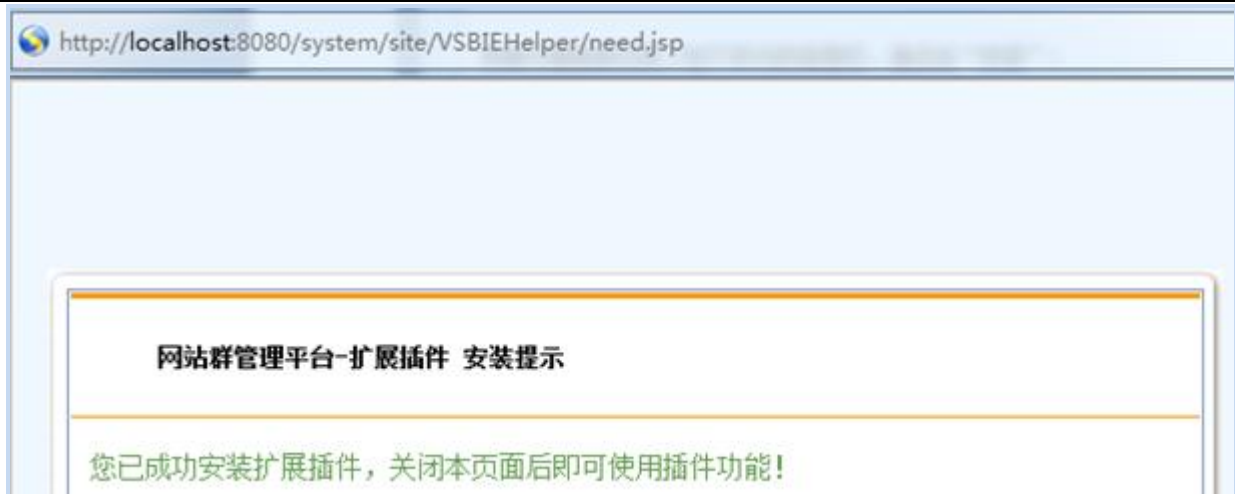 http://localhost:8080/system/site/VSBIEHelper/need.jsp
网站群管理平台-扩展插件 安装提示
您已成功安装扩展插件，关闭本页面后即可使用插件功能！